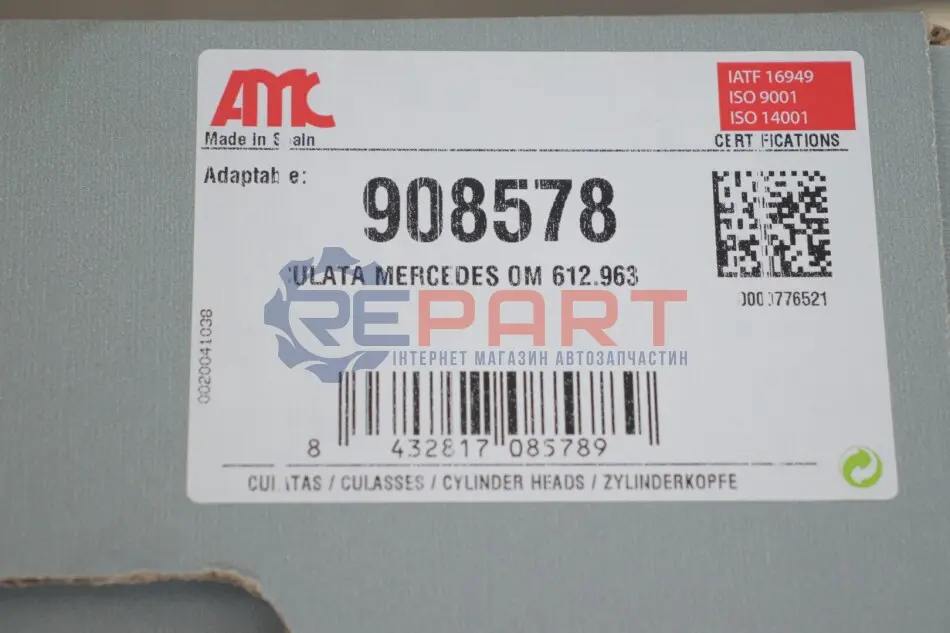 AMC
Made in Spain
IATF 16949
ISO 9001
ISO 14001
CERTIFICATIONS
Adaptable:
908578
CULATA MERCEDES OM 612.963
0000776521
REPART
ІНТЕРНЕТ МАГАЗИН АВТОЗАПЧАСТИН
0020041038
8 432817 085789
CULATAS / CULASSES / CYLINDER HEADS / ZYLINDERKOPFE